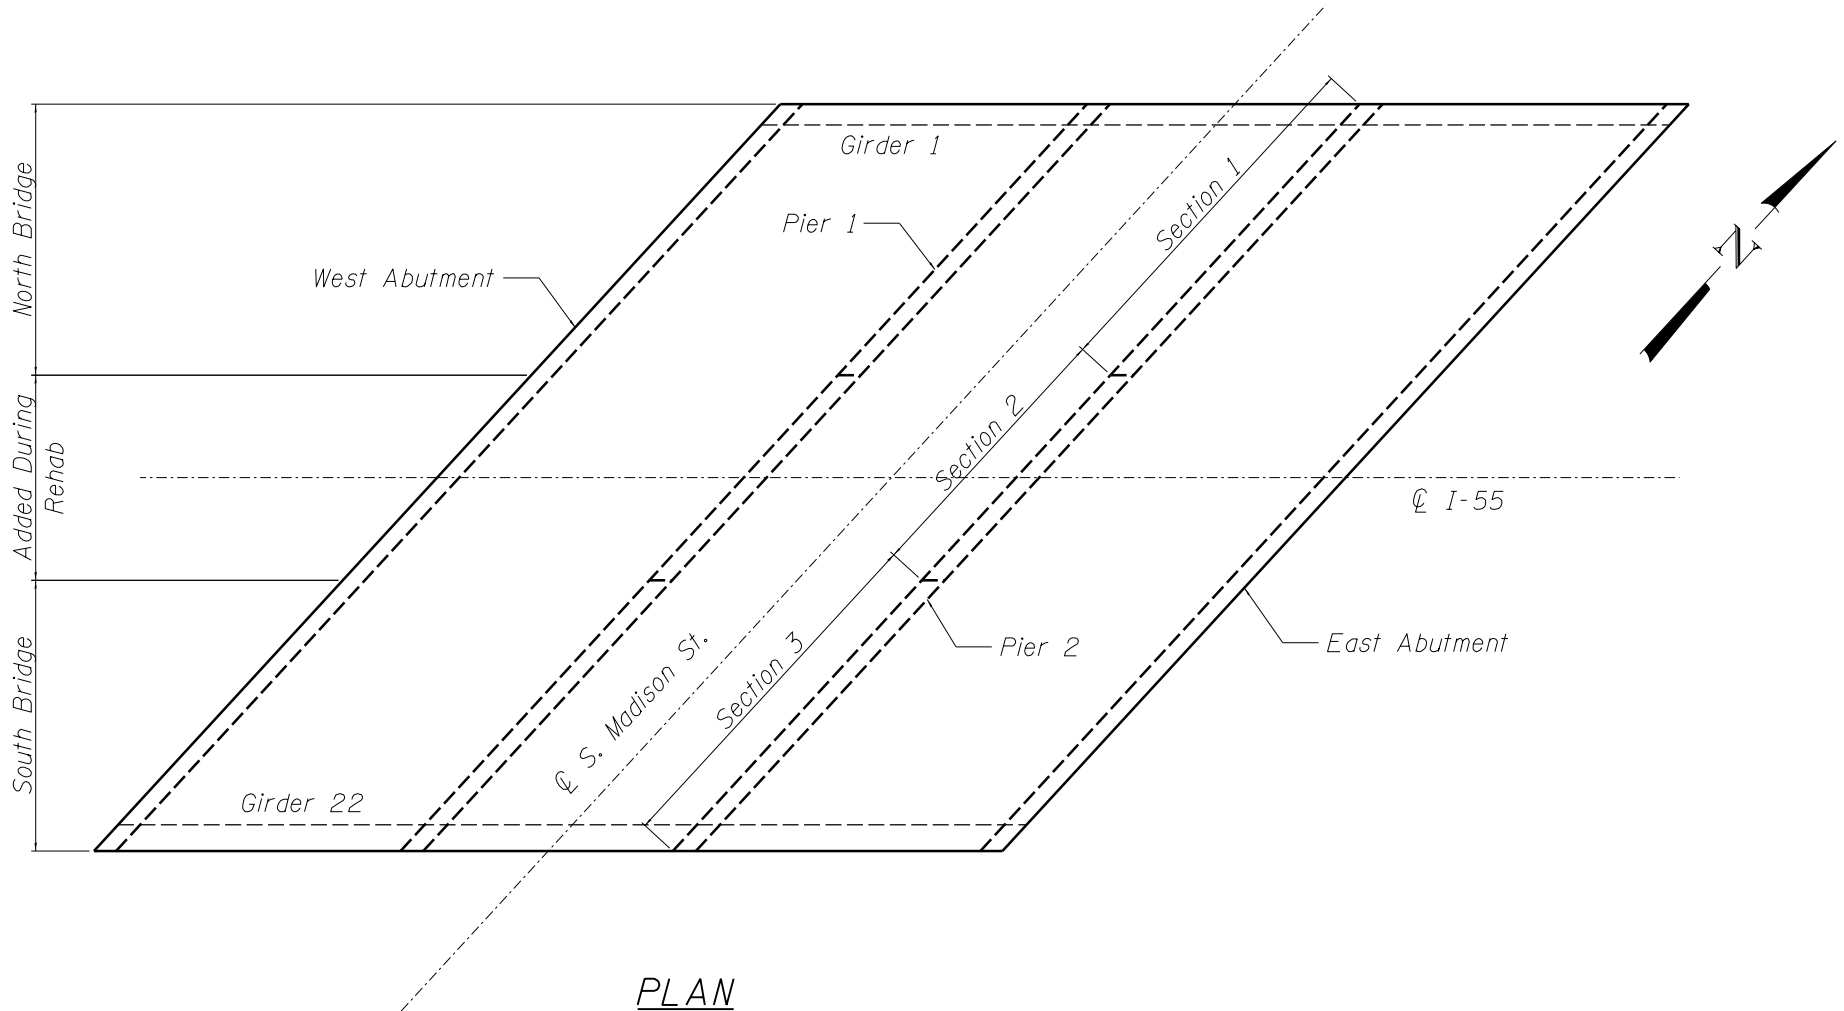 Girder 1
Section 1
North Bridge
Pier 1
N
West Abutment
Section 2
Added During
Rehab
℄ I-55
South Bridge
Section 3
℄ S. Madison St.
Pier 2
East Abutment
Girder 22
PLAN